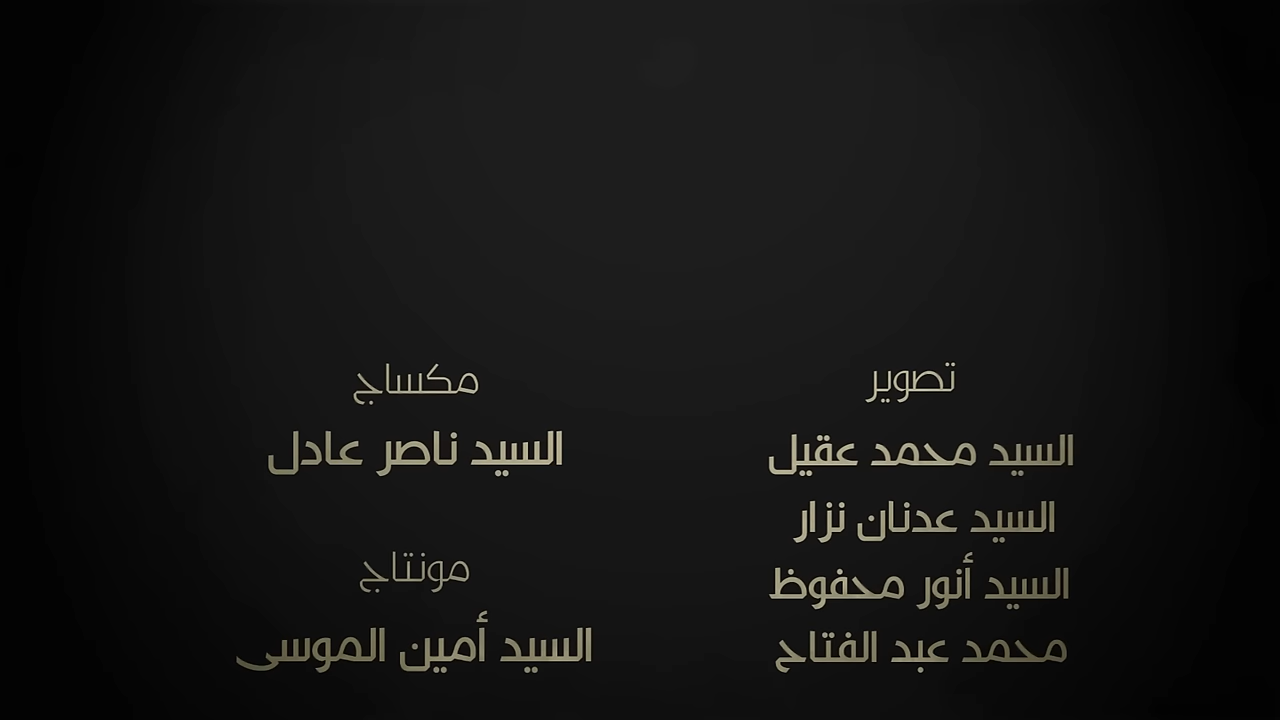 تصوير
السيد محمد عقيل
السيد عدنان نزار
السيد أنور محفوظ
محمد عبد الفتاح
مكساج
السيد ناصر عادل
مونتاج
السيد أمين الموسى